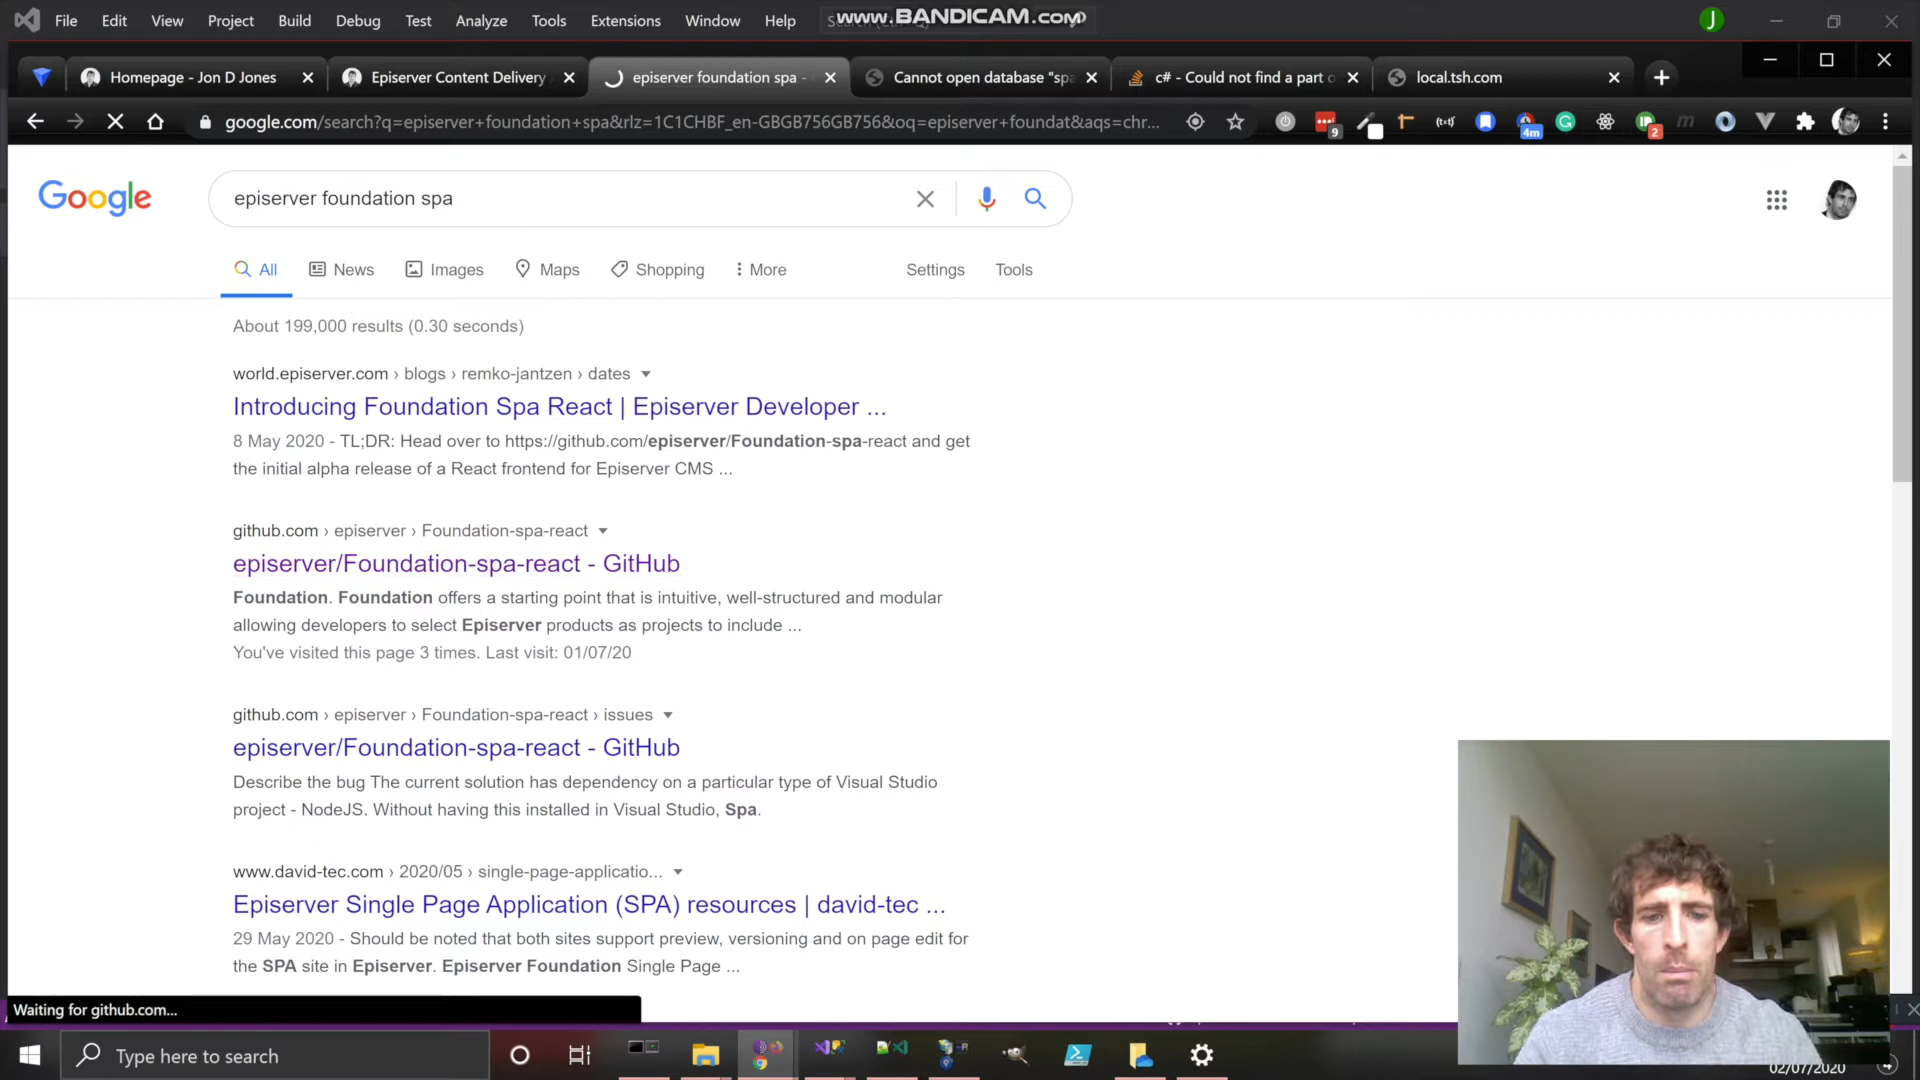 File Edit View Project Build Debug Test Analyze Tools Extensions Window Help
www.BANDICAM.com
J
Homepage - Jon D Jones
Episerver Content Delivery
episerver foundation spa -
Cannot open database "spa
c# - Could not find a part o
local.tsh.com
google.com/search?q=episerver+foundation+spa&rlz=1C1CHBF_en-GBGB756GB756&oq=episerver+foundat&aqs=chr...
9
4m
2
Google
episerver foundation spa
All News Images Maps Shopping More Settings Tools
About 199,000 results (0.30 seconds)
world.episerver.com › blogs › remko-jantzen › dates
Introducing Foundation Spa React | Episerver Developer ...
8 May 2020 - TL;DR: Head over to https://github.com/episerver/Foundation-spa-react and get
the initial alpha release of a React frontend for Episerver CMS ...
github.com › episerver › Foundation-spa-react
episerver/Foundation-spa-react - GitHub
Foundation. Foundation offers a starting point that is intuitive, well-structured and modular
allowing developers to select Episerver products as projects to include ...
You've visited this page 3 times. Last visit: 01/07/20
github.com › episerver › Foundation-spa-react › issues
episerver/Foundation-spa-react - GitHub
Describe the bug The current solution has dependency on a particular type of Visual Studio
project - NodeJS. Without having this installed in Visual Studio, Spa.
www.david-tec.com › 2020/05 › single-page-applicatio...
Episerver Single Page Application (SPA) resources | david-tec ...
29 May 2020 - Should be noted that both sites support preview, versioning and on page edit for
the SPA site in Episerver. Episerver Foundation Single Page ...
Waiting for github.com...
Type here to search
02/07/2020
4